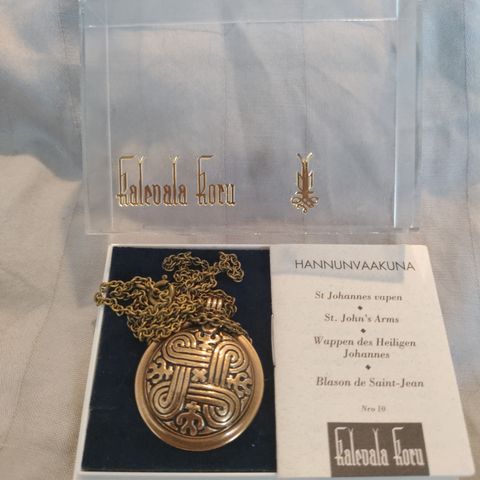 Kalevala Koru
HANNUNVAAKUNA
St Johannes vapen
St. John's Arms
Wappen des Heiligen
Johannes
Blason de Saint-Jean
Nro 10
Kalevala Koru